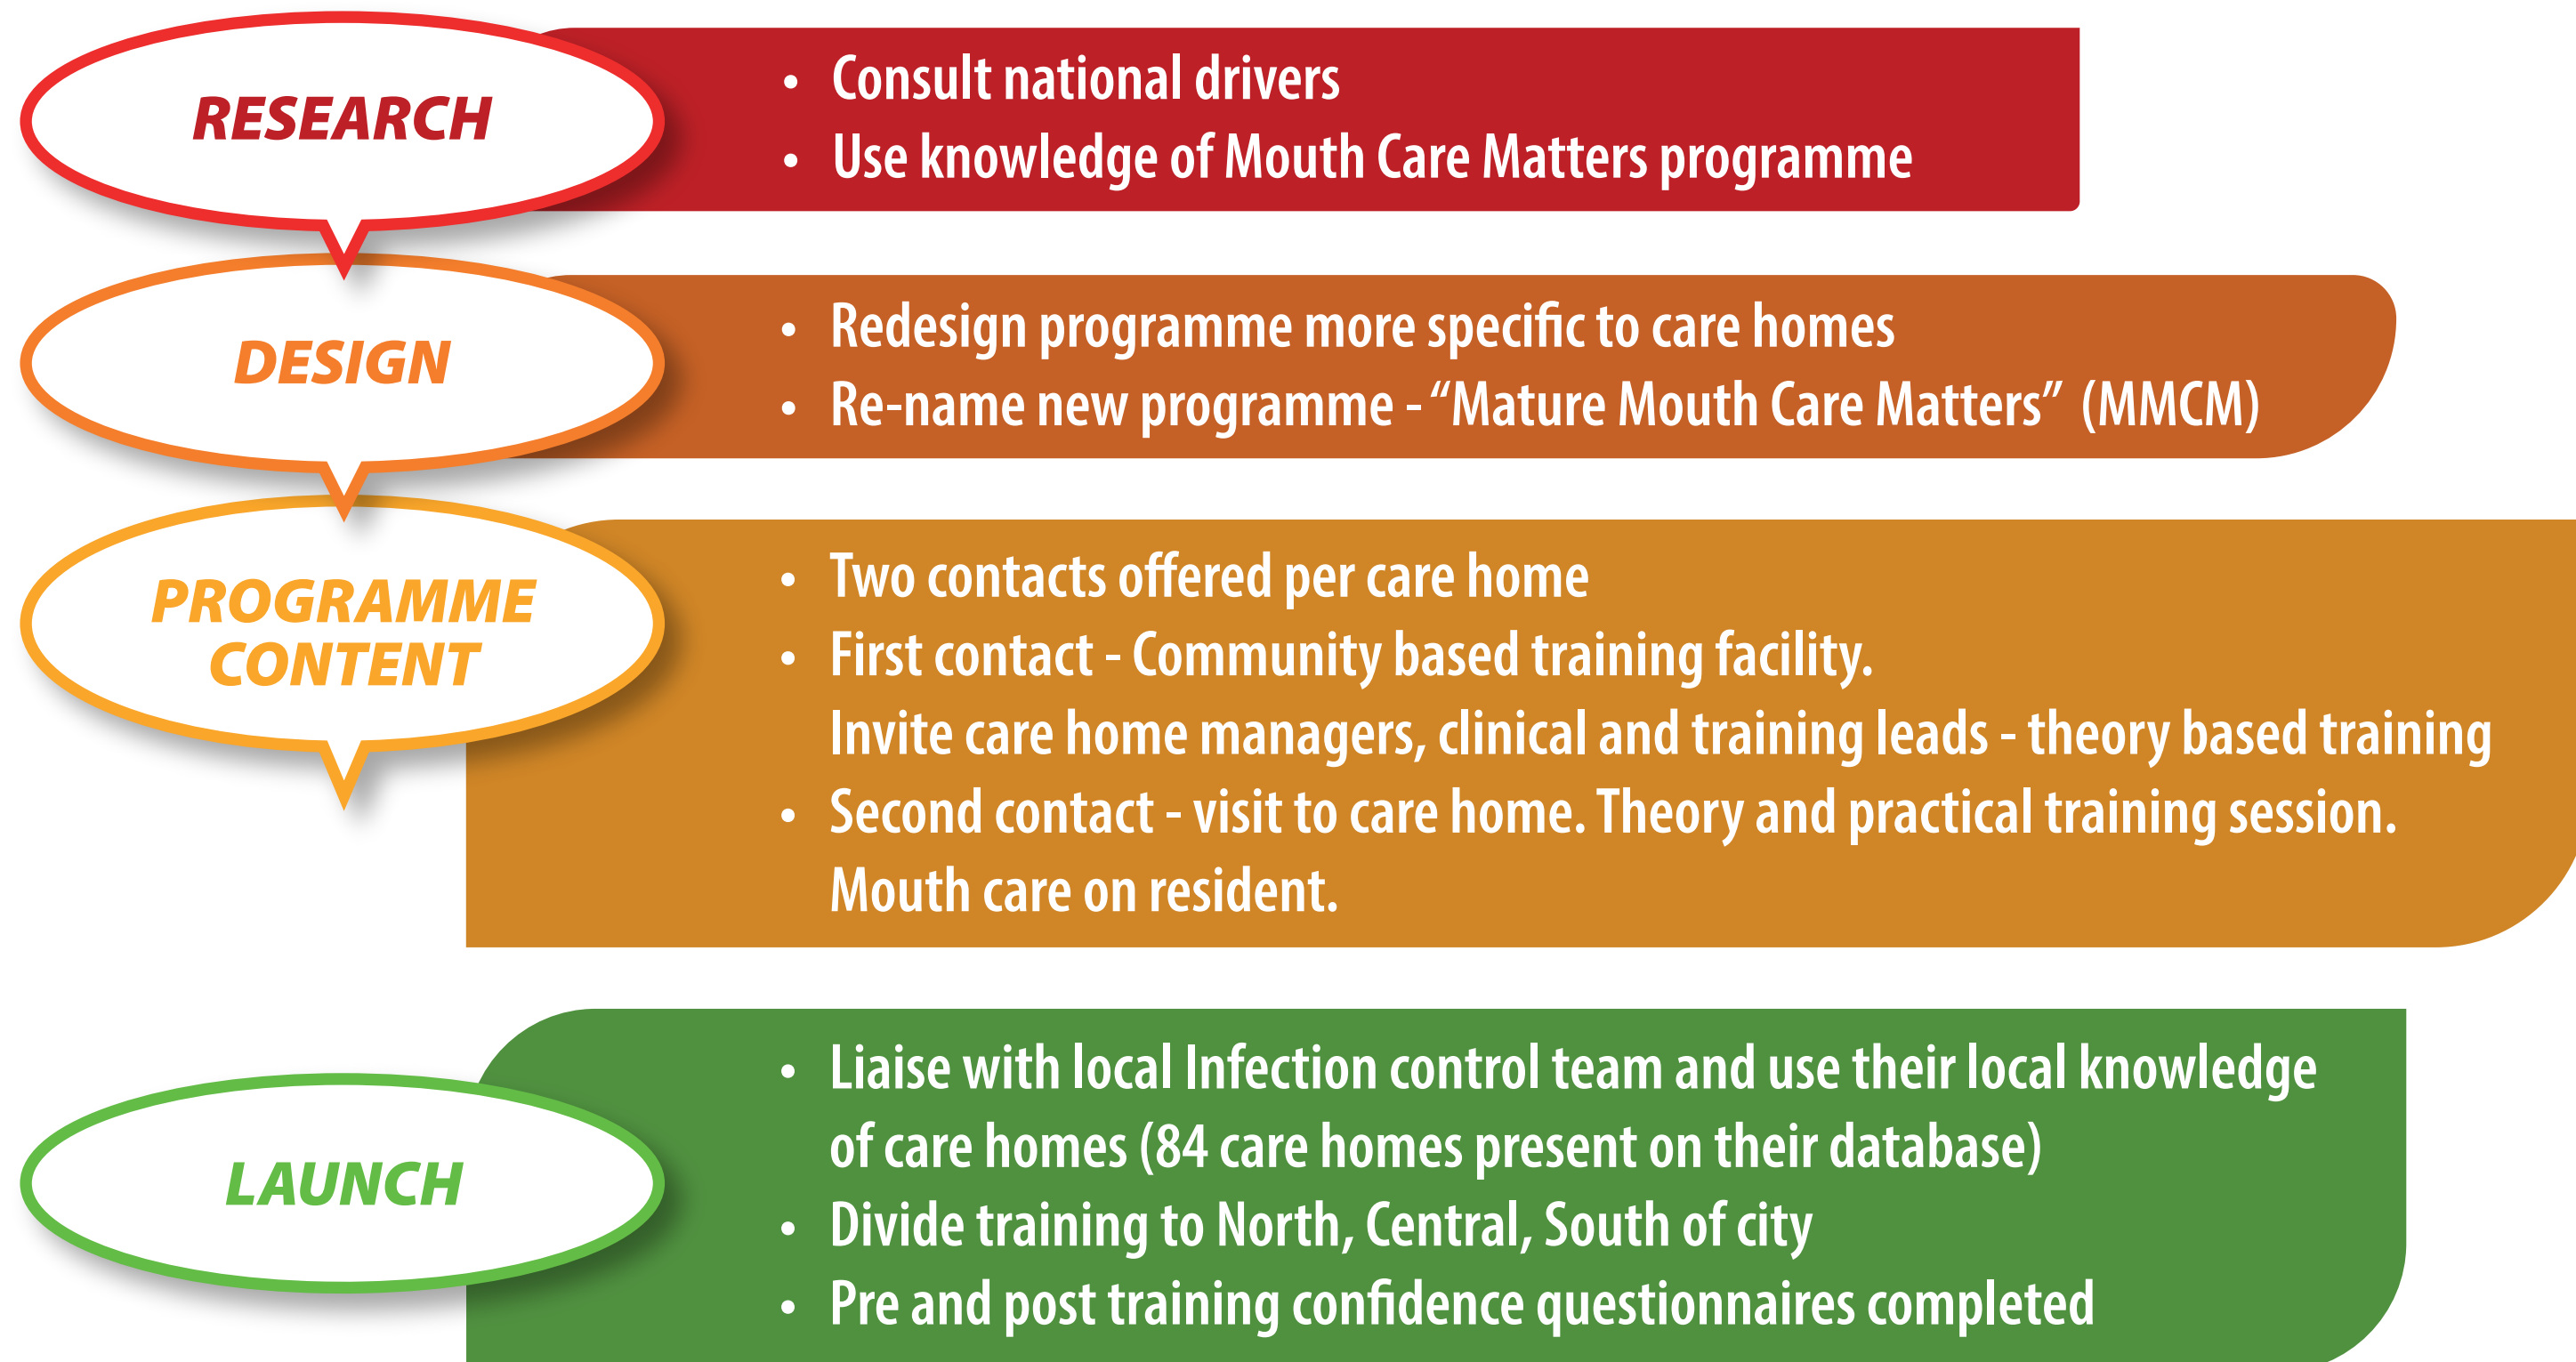 RESEARCH
• Consult national drivers
• Use knowledge of Mouth Care Matters programme
DESIGN
• Redesign programme more specific to care homes
• Re-name new programme - “Mature Mouth Care Matters” (MMCM)
PROGRAMME
CONTENT
• Two contacts offered per care home
• First contact - Community based training facility.
Invite care home managers, clinical and training leads - theory based training
• Second contact - visit to care home. Theory and practical training session.
Mouth care on resident.
LAUNCH
• Liaise with local Infection control team and use their local knowledge
of care homes (84 care homes present on their database)
• Divide training to North, Central, South of city
• Pre and post training confidence questionnaires completed